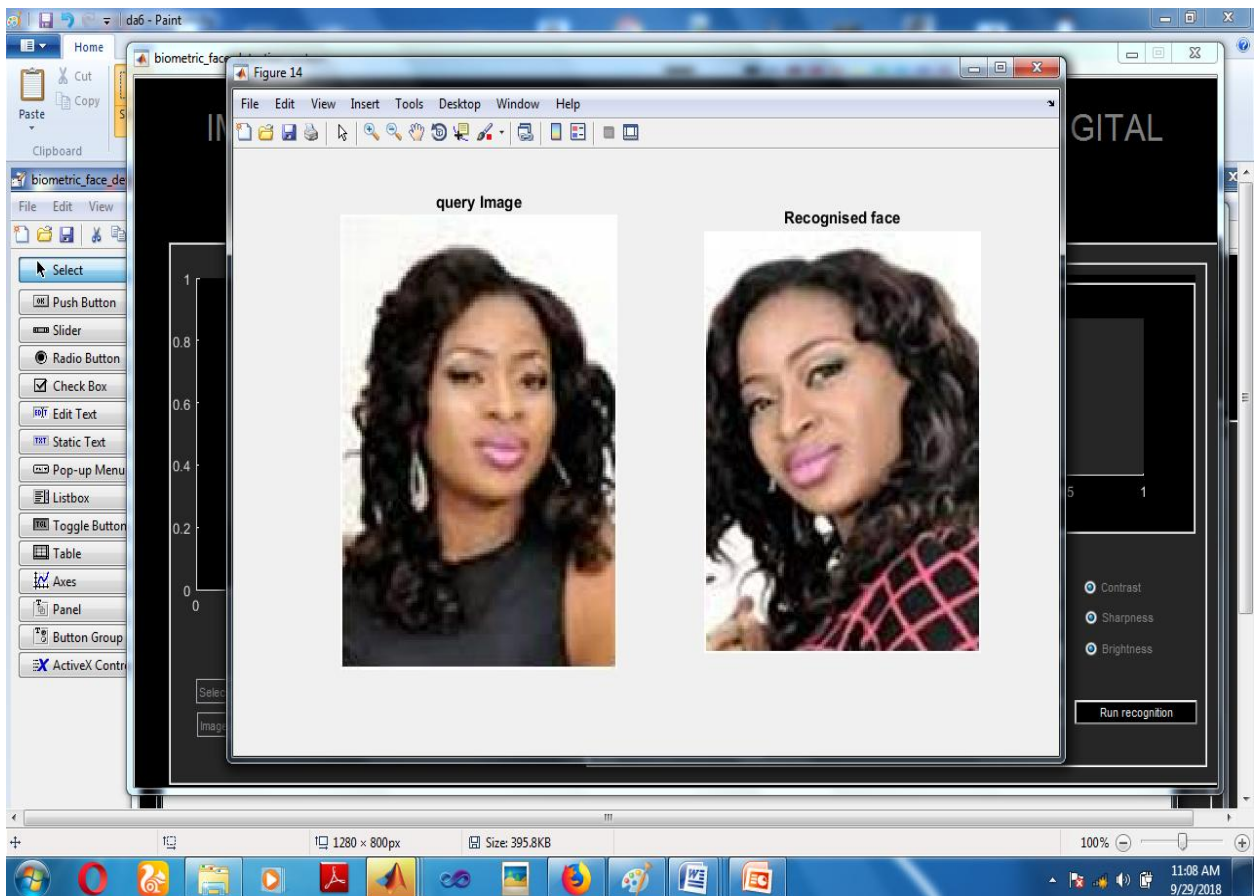 da6 - Paint
Home
Cut
Copy
Paste
Clipboard
biometric_face
Figure 14
File Edit View Insert Tools Desktop Window Help
GITAL
query Image
Recognised face
biometric_face_de
File Edit View
Select
Push Button
Slider
Radio Button
Check Box
Edit Text
Static Text
Pop-up Menu
Listbox
Toggle Button
Table
Axes
Panel
Button Group
ActiveX Contr
1
0.8
0.6
0.4
0.2
0
0
5 1
Contrast
Sharpness
Brightness
Selec
Image
Run recognition
1280 × 800px
Size: 395.8KB
100%
11:08 AM
9/29/2018